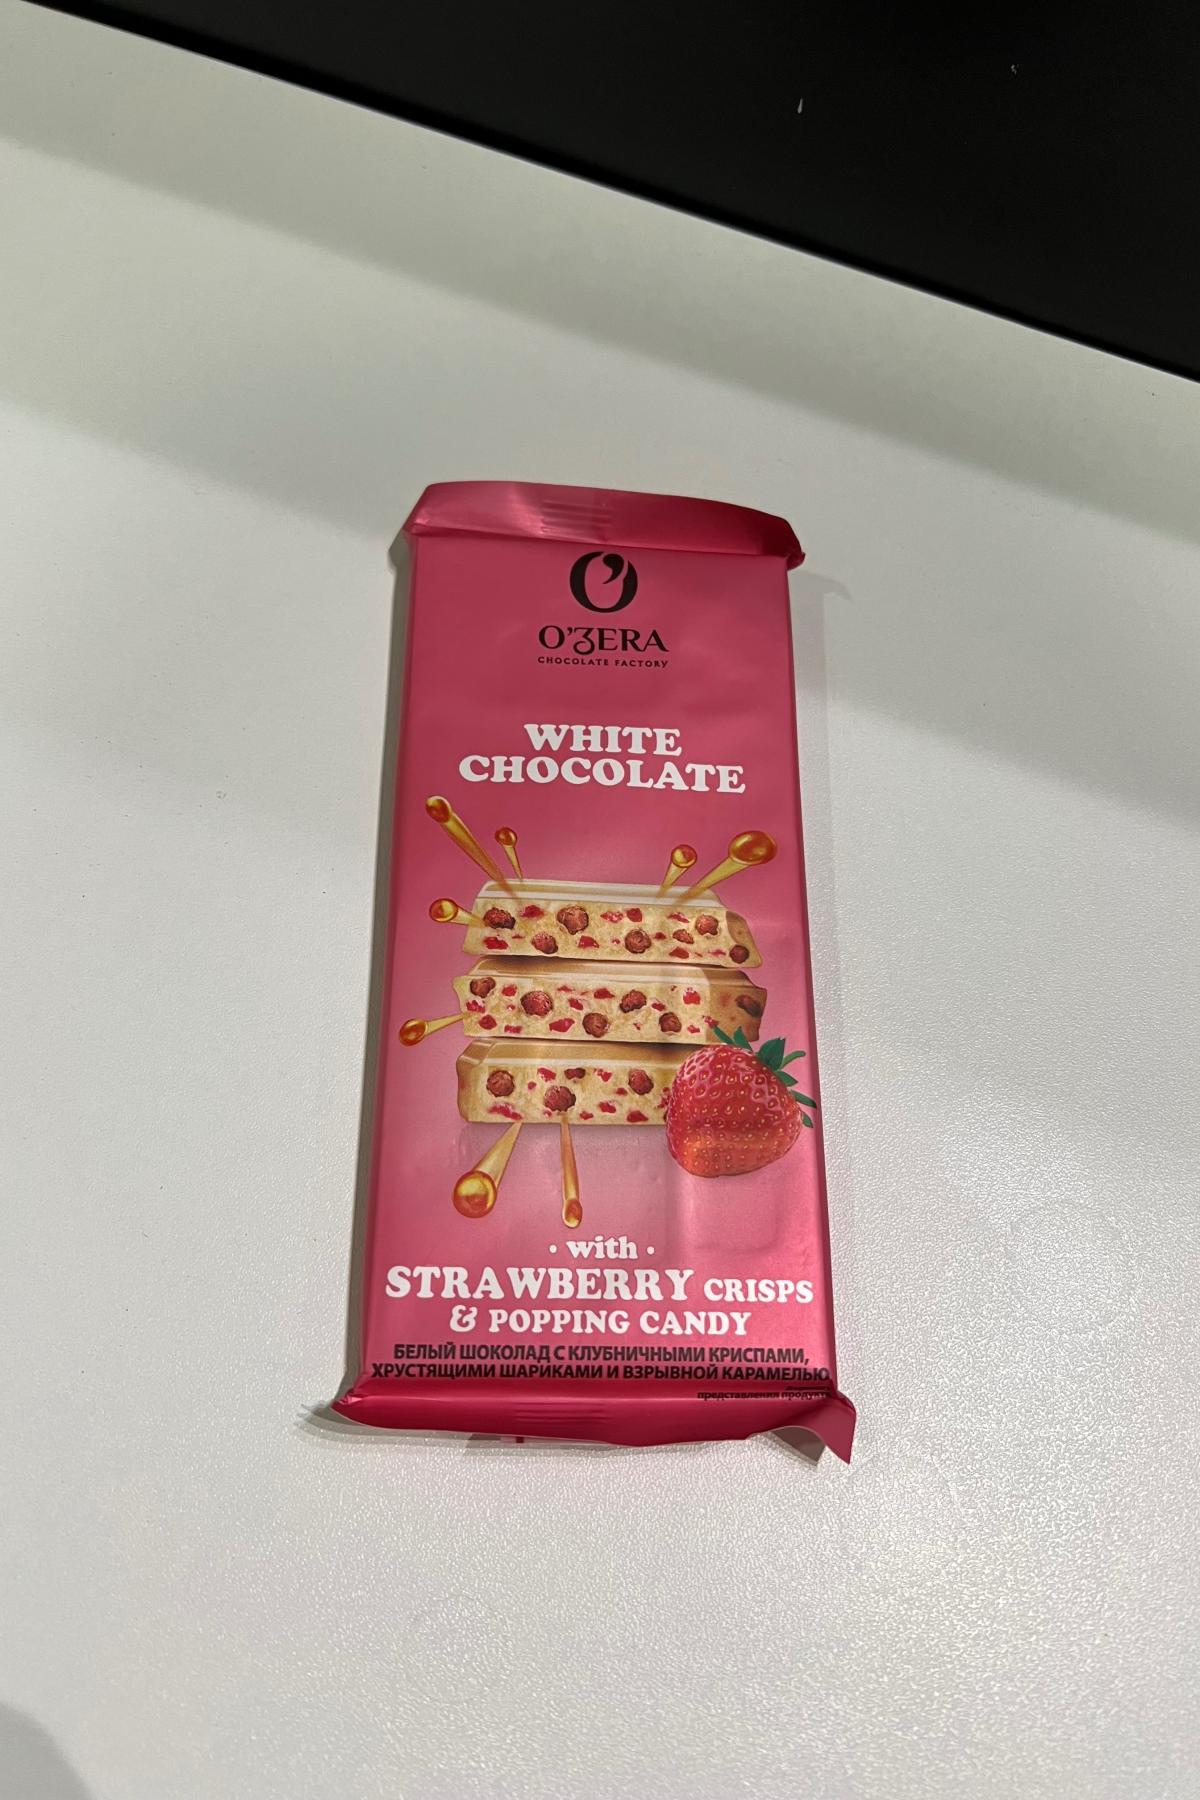 O'ZERA
CHOCOLATE FACTORY
WHITE
CHOCOLATE
• with •
STRAWBERRY CRISPS
& POPPING CANDY
БЕЛЫЙ ШОКОЛАД С КЛУБНИЧНЫМИ КРИСПАМИ,
ХРУСТЯЩИМИ ШАРИКАМИ И ВЗРЫВНОЙ КАРАМЕЛЬЮ
представления продукта